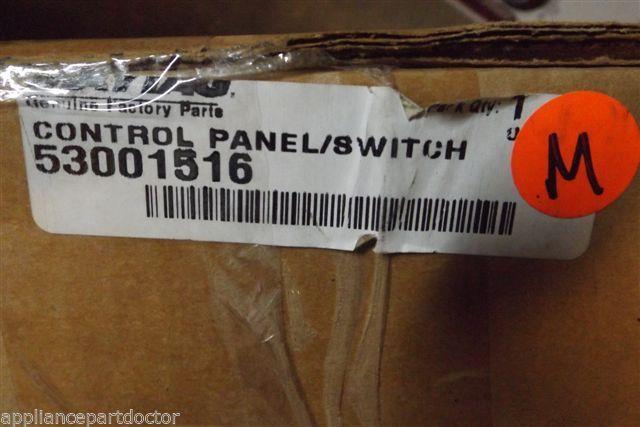 Genuine Factory Parts
Pack Qty: 1
CONTROL PANEL/SWITCH
53001516
M
appliancepartdoctor